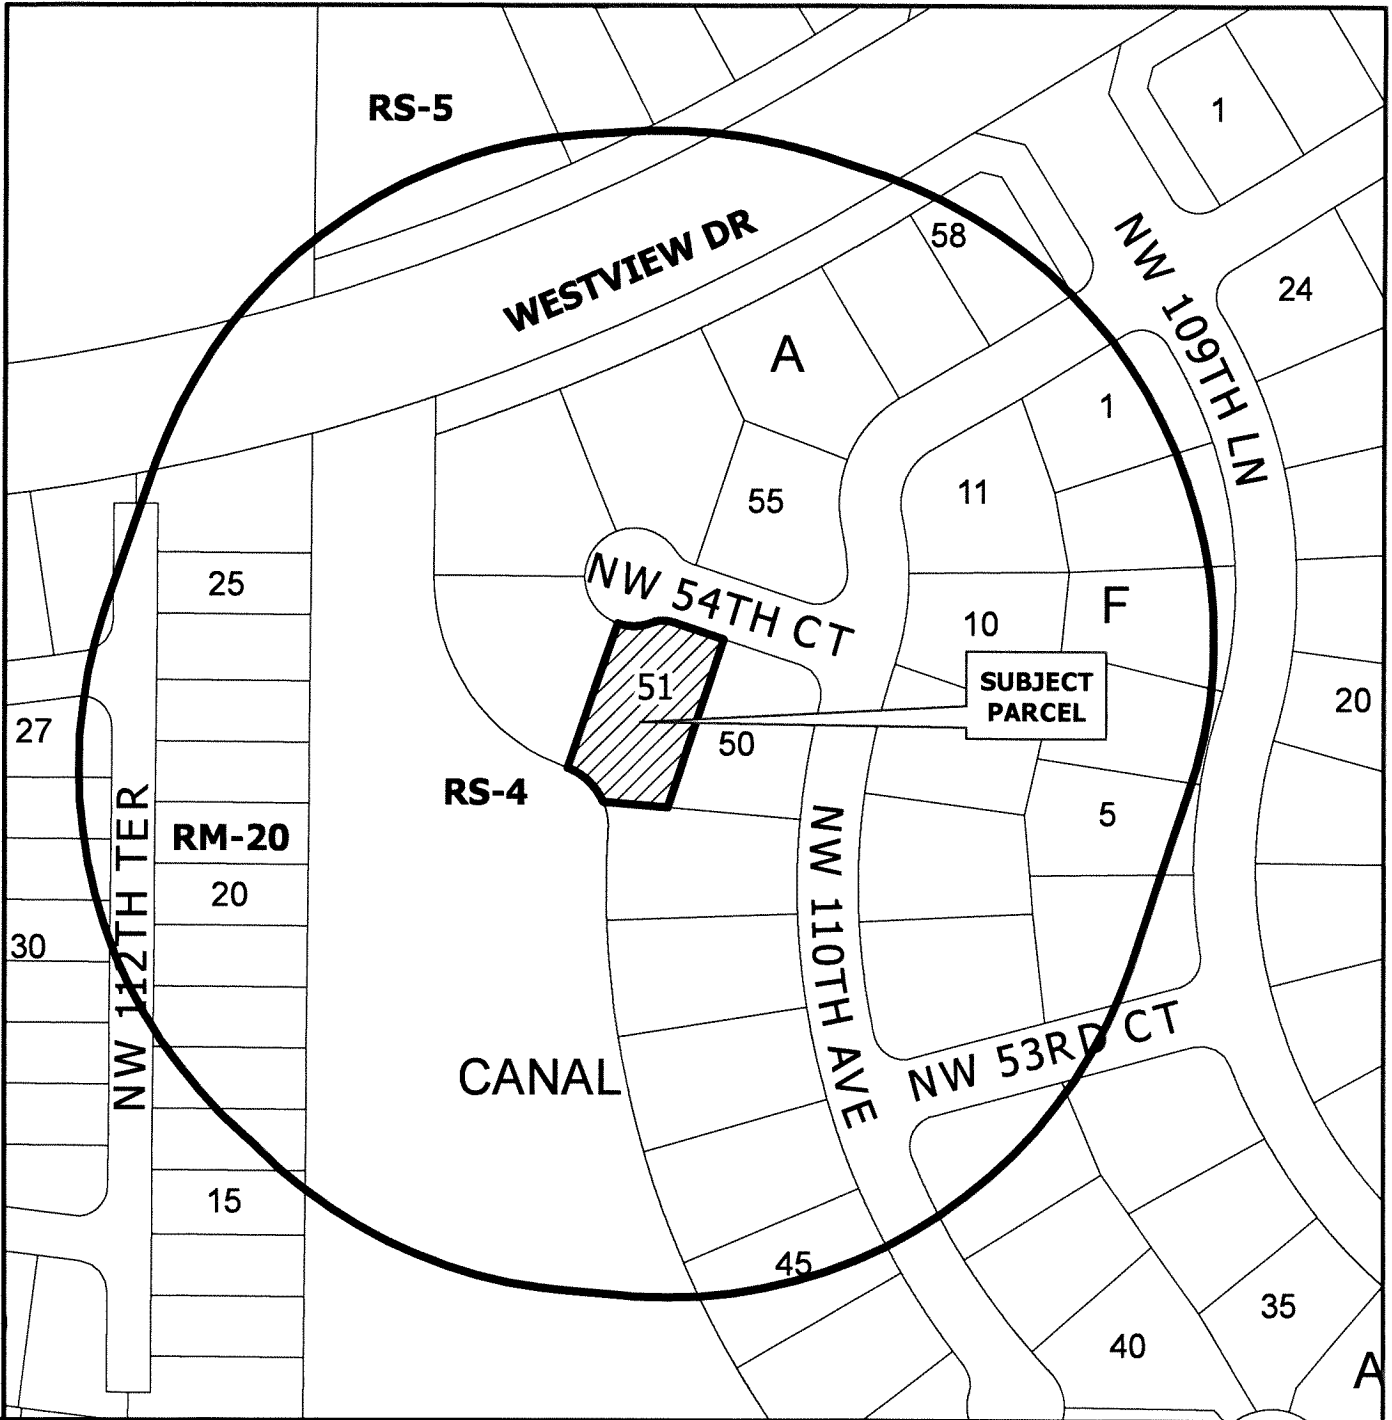 RS-5
1
58
NW 109TH LN
24
WESTVIEW DR
A
1
11
55
25
NW 54TH CT
10
F
51
SUBJECT
PARCEL
20
27
50
RS-4
5
RM-20
20
NW 112TH TER
30
NW 110TH AVE
CANAL
NW 53RD CT
15
45
35
40
A